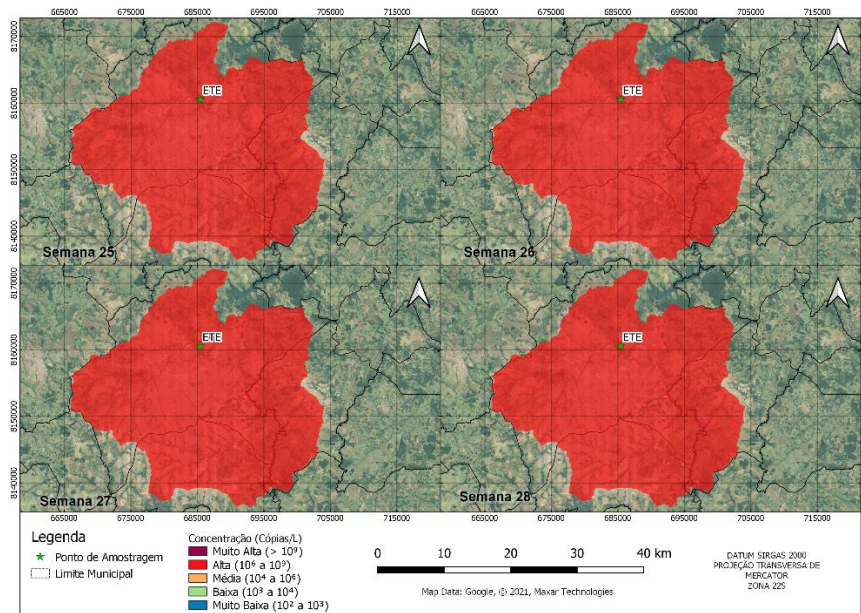 665000 675000 685000 695000 705000 715000 665000 675000 685000 695000 705000 715000
8170000
8160000
8150000
8140000
ETE
Semana 25
ETE
Semana 26
8170000
8160000
8150000
8140000
ETE
Semana 27
ETE
Semana 28
665000 675000 685000 695000 705000 715000 665000 675000 685000 695000 705000 715000
Legenda
Ponto de Amostragem
Limite Municipal
Concentração (Cópias/L)
Muito Alta (> 10⁹)
Alta (10⁶ a 10⁹)
Média (10⁴ a 10⁶)
Baixa (10³ a 10⁴)
Muito Baixa (10² a 10³)
0 10 20 30 40 km
Map Data: Google, © 2021, Maxar Technologies
DATUM SIRGAS 2000
PROJEÇÃO TRANSVERSA DE
MERCATOR
ZONA 22S